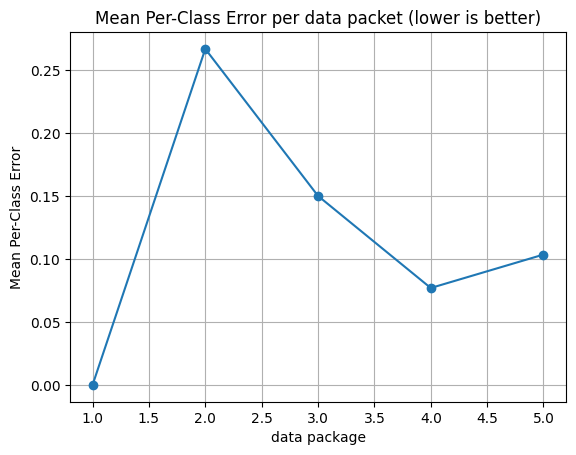 Mean Per-Class Error per data packet (lower is better)
Mean Per-Class Error
0.25
0.20
0.15
0.10
0.05
0.00
1.0 1.5 2.0 2.5 3.0 3.5 4.0 4.5 5.0
data package